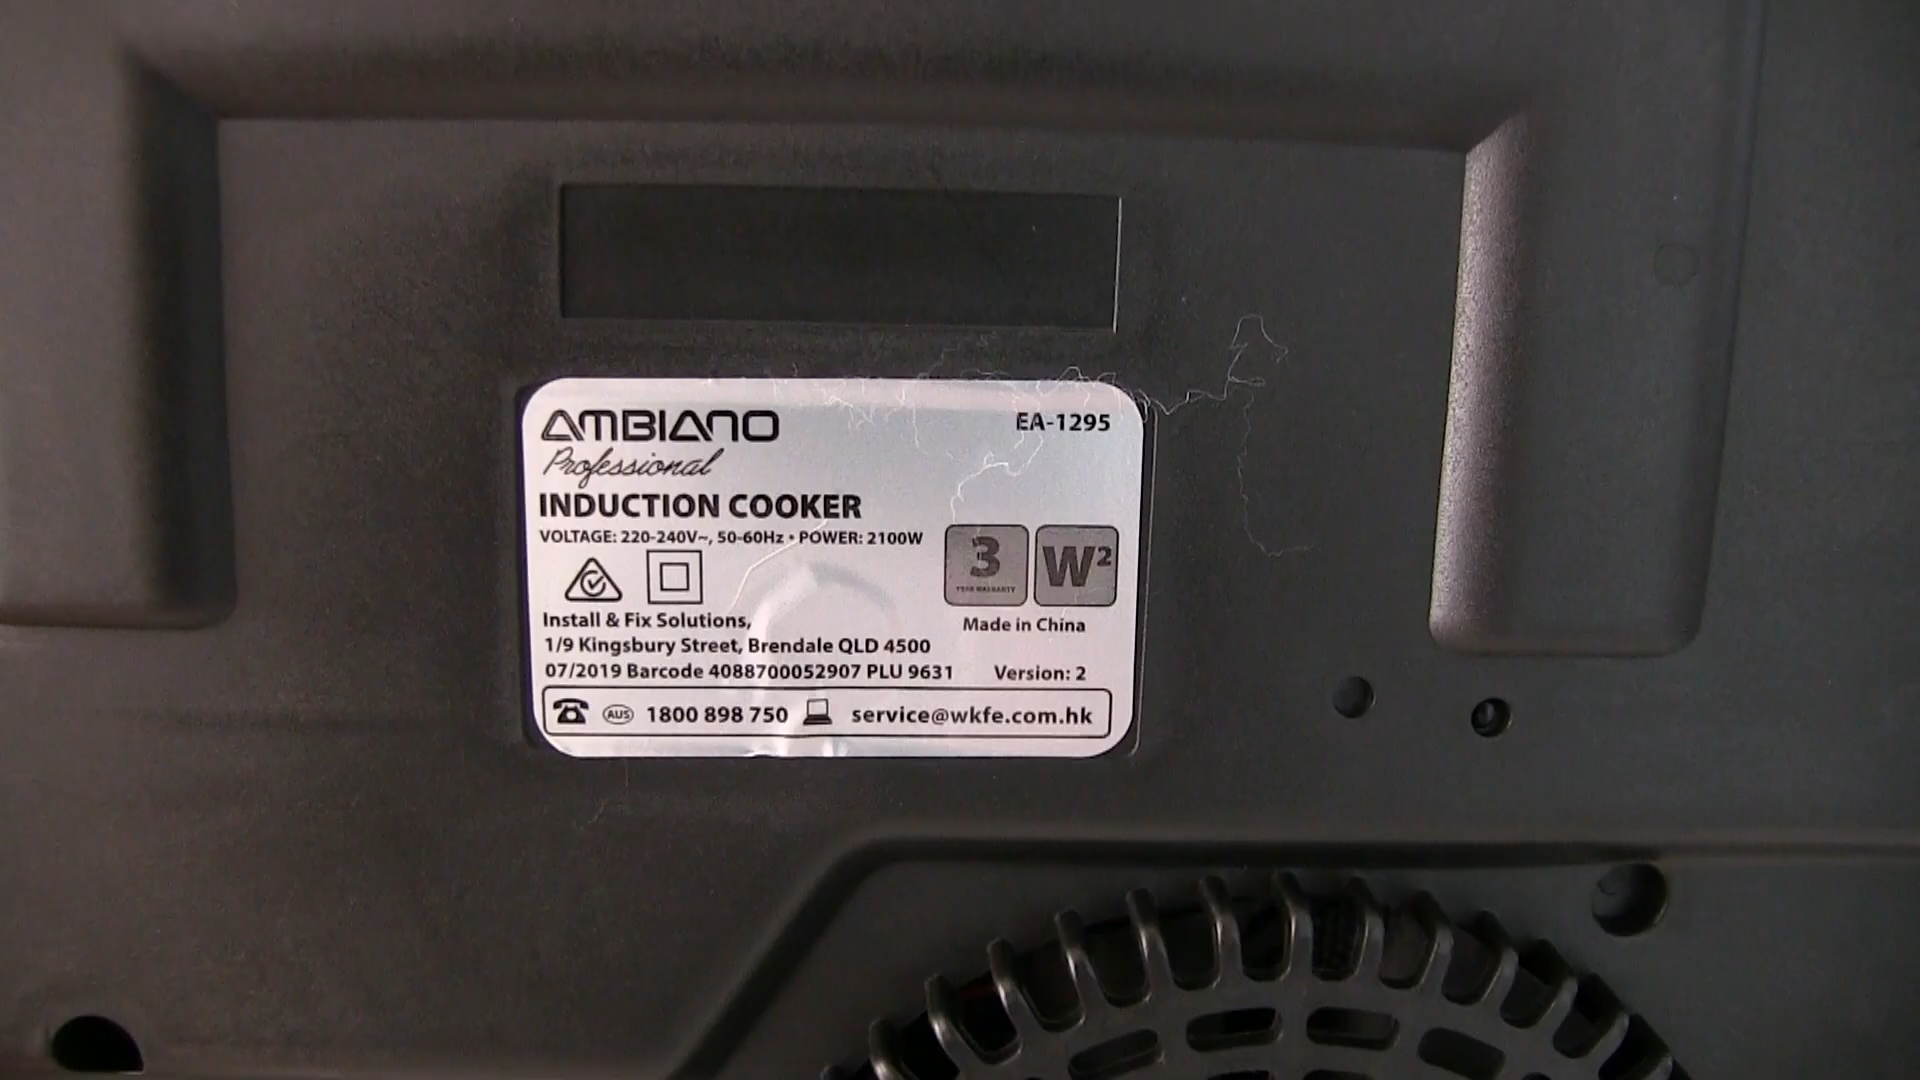 AMBIANO
EA-1295
Professional
INDUCTION COOKER
VOLTAGE: 220-240V~, 50-60Hz • POWER: 2100W
3
YEAR WARRANTY
W²
Install & Fix Solutions,
Made in China
1/9 Kingsbury Street, Brendale QLD 4500
07/2019 Barcode 4088700052907 PLU 9631
Version: 2
AUS 1800 898 750 service@wkfe.com.hk